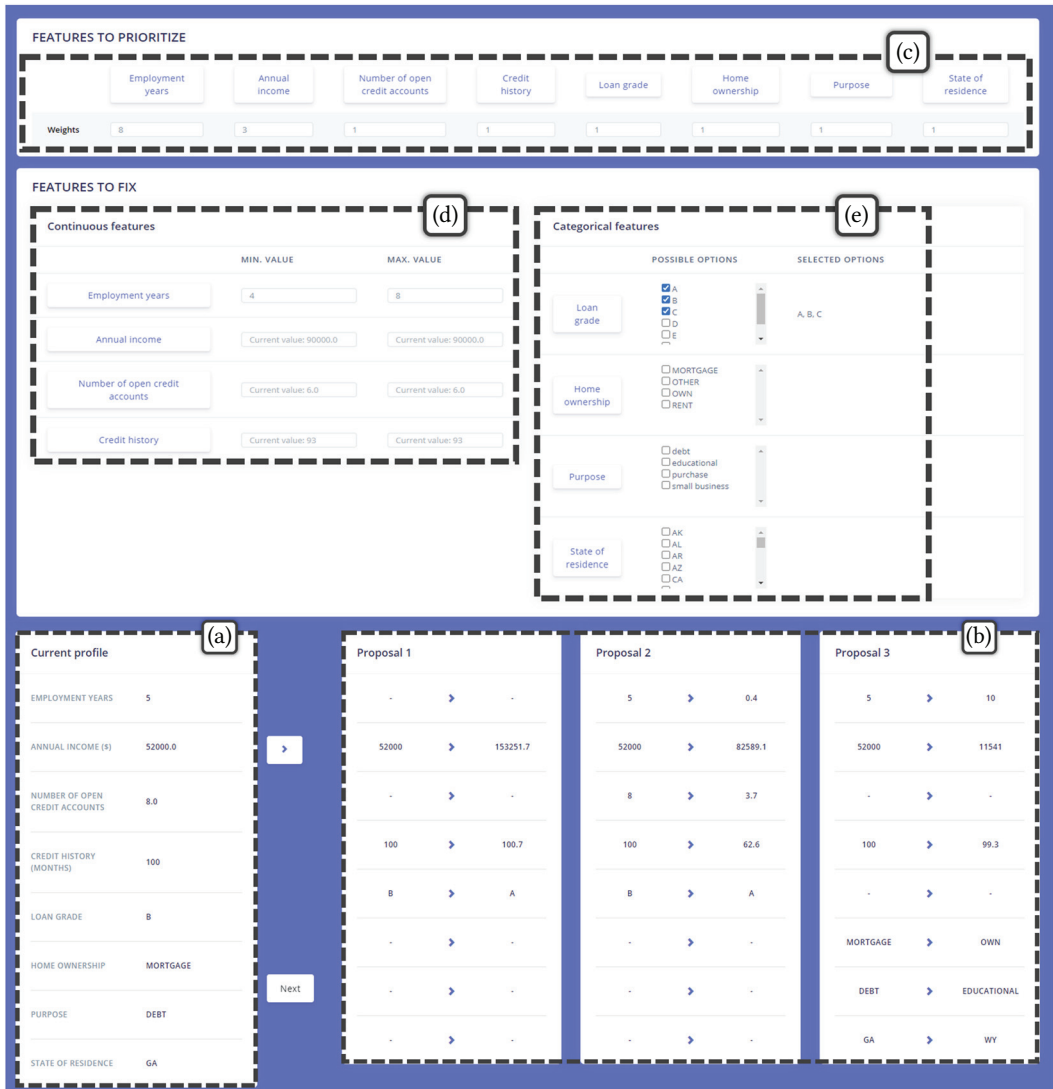 FEATURES TO PRIORITIZE
(c)
Employment years
Annual income
Number of open credit accounts
Credit history
Loan grade
Home ownership
Purpose
State of residence
Weights 8 3 1 1 1 1 1 1
FEATURES TO FIX
(d)
Continuous features
MIN. VALUE MAX. VALUE
Employment years 4 8
Annual income Current value: 90000.0 Current value: 90000.0
Number of open credit accounts Current value: 6.0 Current value: 6.0
Credit history Current value: 93 Current value: 93
(e)
Categorical features
POSSIBLE OPTIONS SELECTED OPTIONS
Loan grade
A
B
C
D
E
A, B, C
Home ownership
MORTGAGE
OTHER
OWN
RENT
Purpose
debt
educational
purchase
small business
State of residence
AK
AL
AR
AZ
CA
(a)
Current profile
EMPLOYMENT YEARS 5
ANNUAL INCOME ($) 52000.0
NUMBER OF OPEN CREDIT ACCOUNTS 8.0
CREDIT HISTORY (MONTHS) 100
LOAN GRADE B
HOME OWNERSHIP MORTGAGE
PURPOSE DEBT
STATE OF RESIDENCE GA
Next
(b)
Proposal 1
- -
52000 153251.7
- -
100 100.7
B A
- -
- -
- -
Proposal 2
5 0.4
52000 82589.1
8 3.7
100 62.6
B A
- -
- -
- -
Proposal 3
5 10
52000 11541
- -
100 99.3
- -
MORTGAGE OWN
DEBT EDUCATIONAL
GA WY